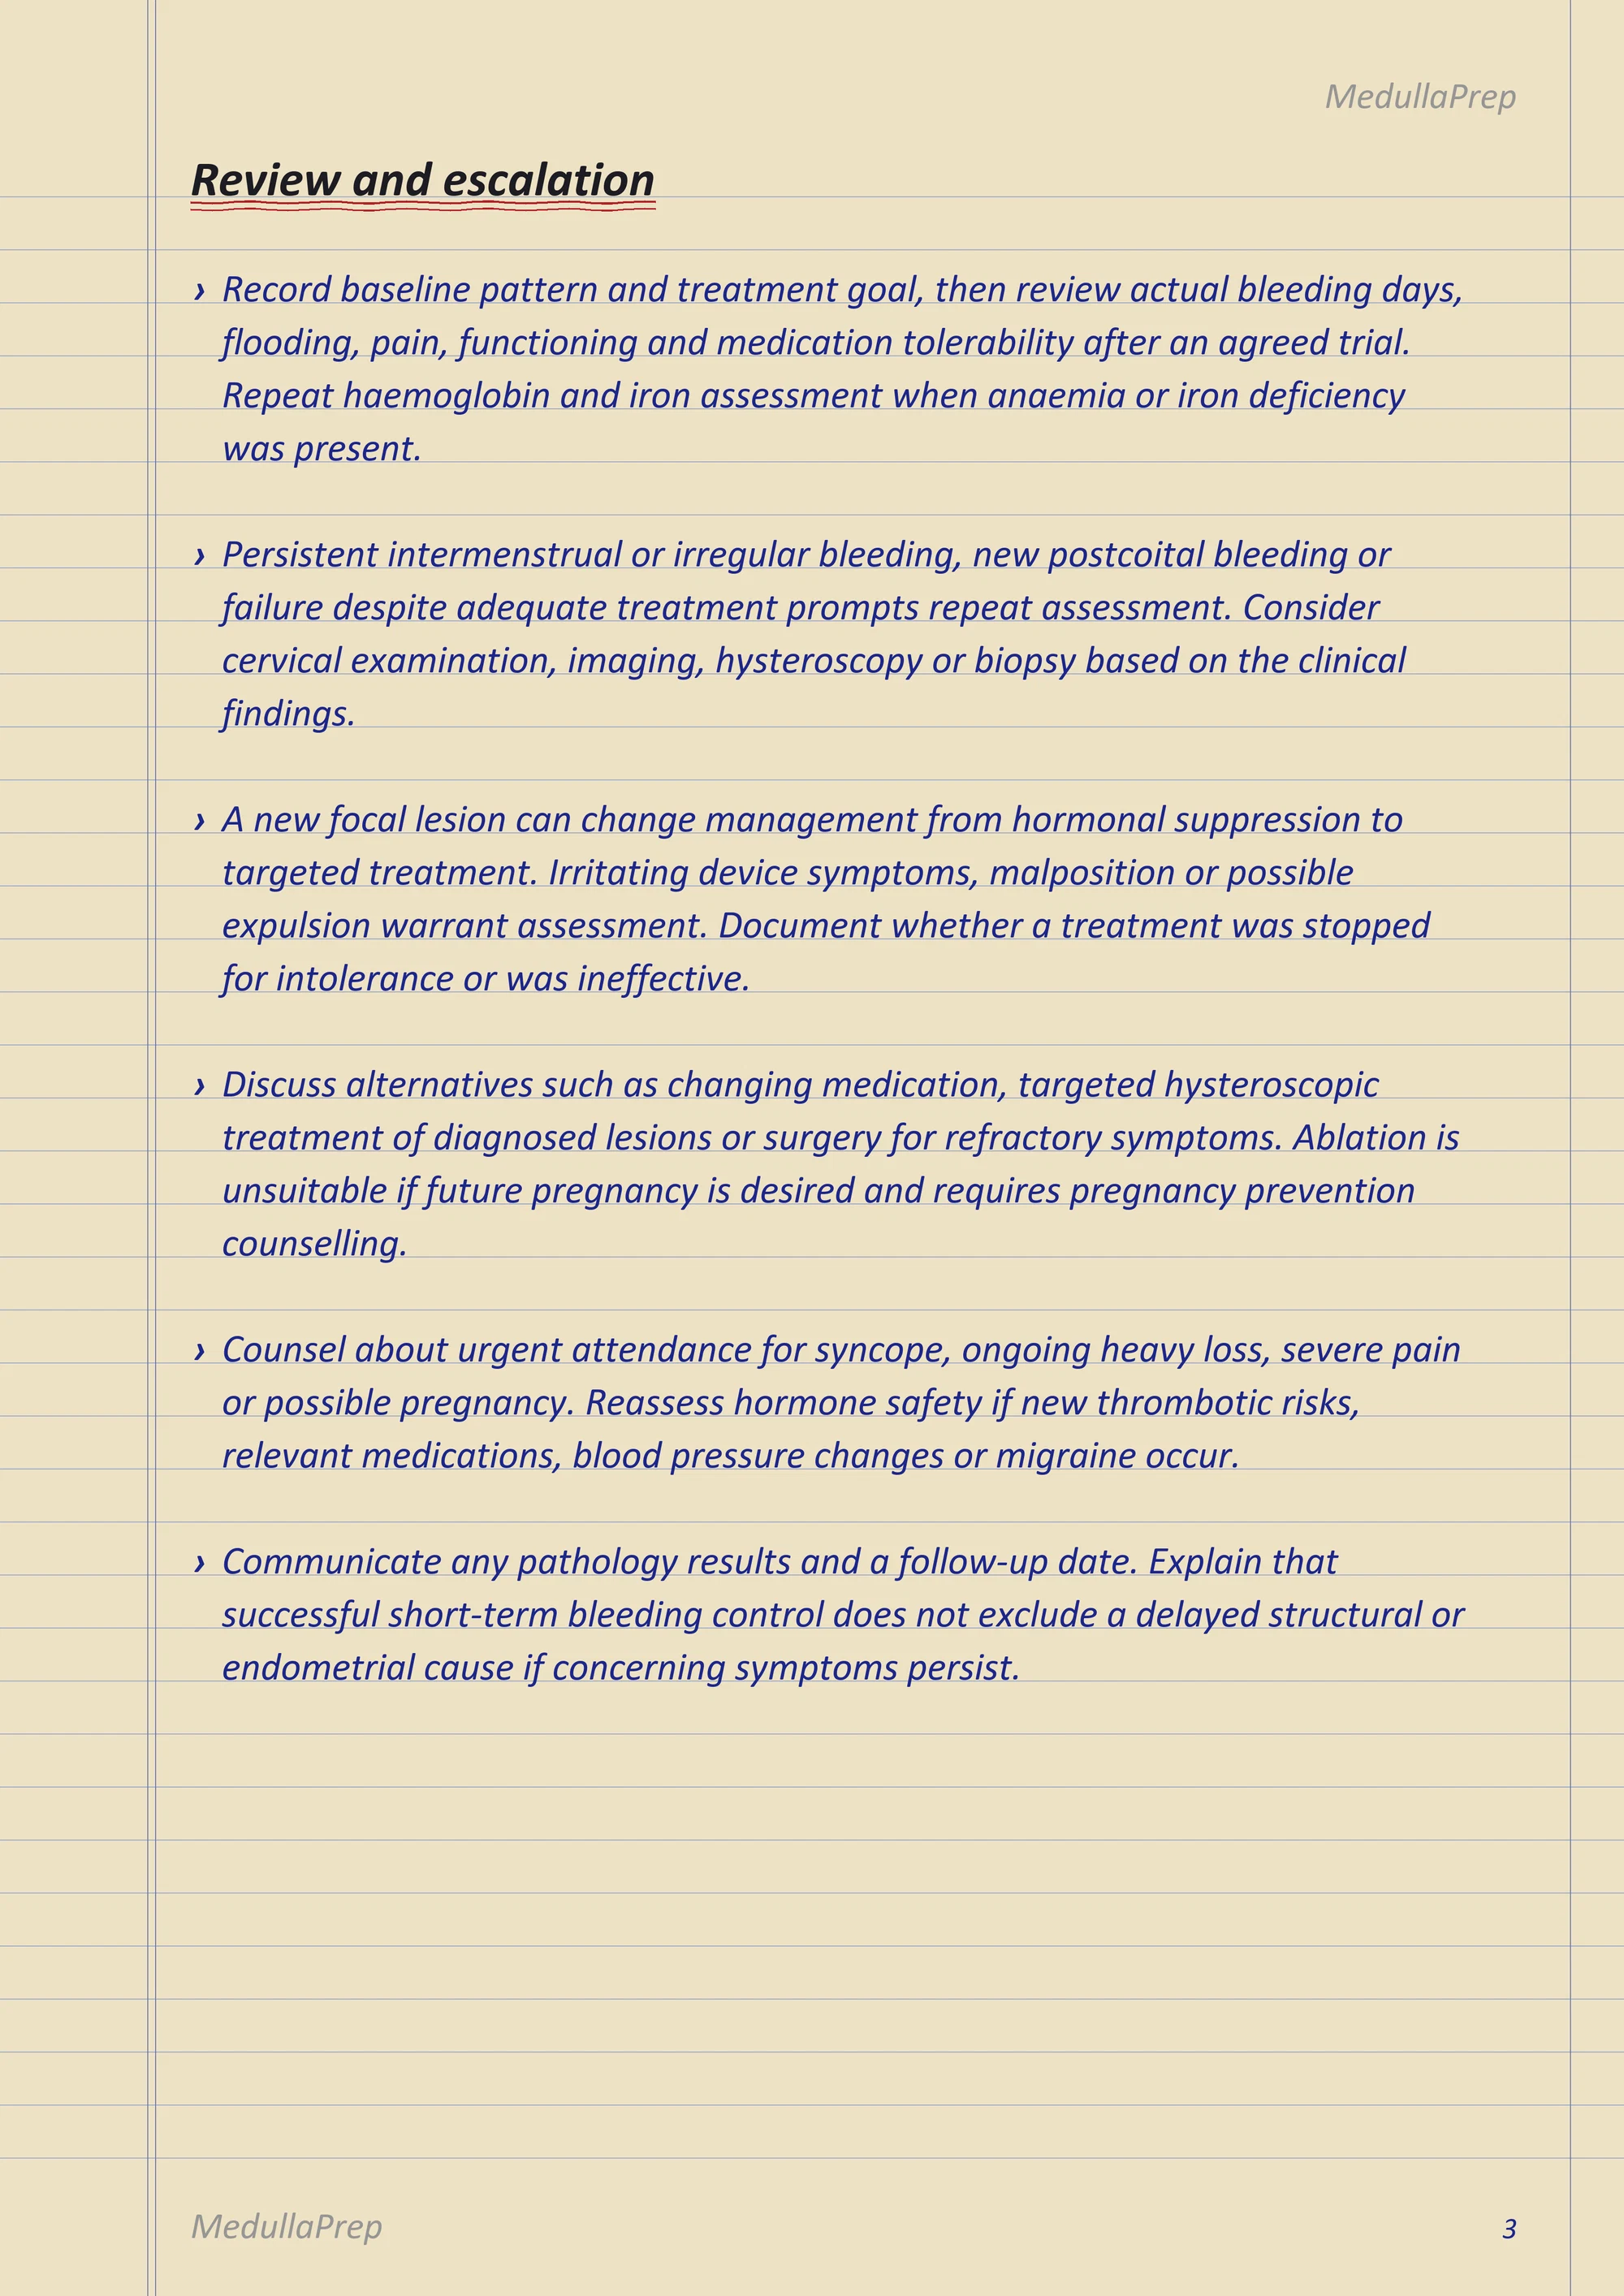 MedullaPrep
Review and escalation
› Record baseline pattern and treatment goal, then review actual bleeding days,
flooding, pain, functioning and medication tolerability after an agreed trial.
Repeat haemoglobin and iron assessment when anaemia or iron deficiency
was present.
› Persistent intermenstrual or irregular bleeding, new postcoital bleeding or
failure despite adequate treatment prompts repeat assessment. Consider
cervical examination, imaging, hysteroscopy or biopsy based on the clinical
findings.
› A new focal lesion can change management from hormonal suppression to
targeted treatment. Irritating device symptoms, malposition or possible
expulsion warrant assessment. Document whether a treatment was stopped
for intolerance or was ineffective.
› Discuss alternatives such as changing medication, targeted hysteroscopic
treatment of diagnosed lesions or surgery for refractory symptoms. Ablation is
unsuitable if future pregnancy is desired and requires pregnancy prevention
counselling.
› Counsel about urgent attendance for syncope, ongoing heavy loss, severe pain
or possible pregnancy. Reassess hormone safety if new thrombotic risks,
relevant medications, blood pressure changes or migraine occur.
› Communicate any pathology results and a follow-up date. Explain that
successful short-term bleeding control does not exclude a delayed structural or
endometrial cause if concerning symptoms persist.
MedullaPrep
3